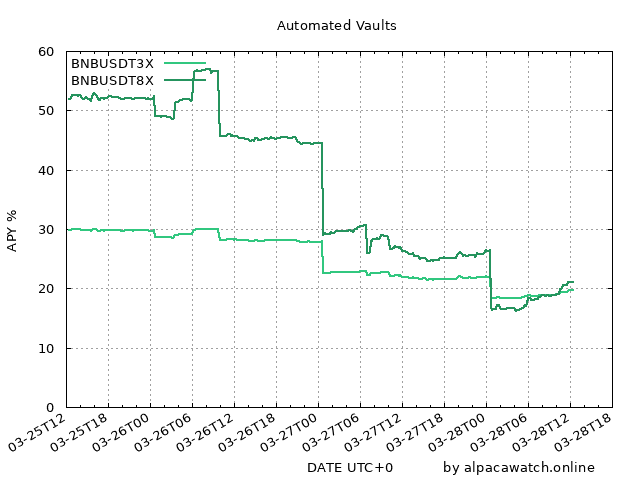 Automated Vaults
BNBUSDT3X
BNBUSDT8X
APY %
60
50
40
30
20
10
0
03-25T12
03-25T18
03-26T00
03-26T06
03-26T12
03-26T18
03-27T00
03-27T06
03-27T12
03-27T18
03-28T00
03-28T06
03-28T12
03-28T18
DATE UTC+0
by alpacawatch.online